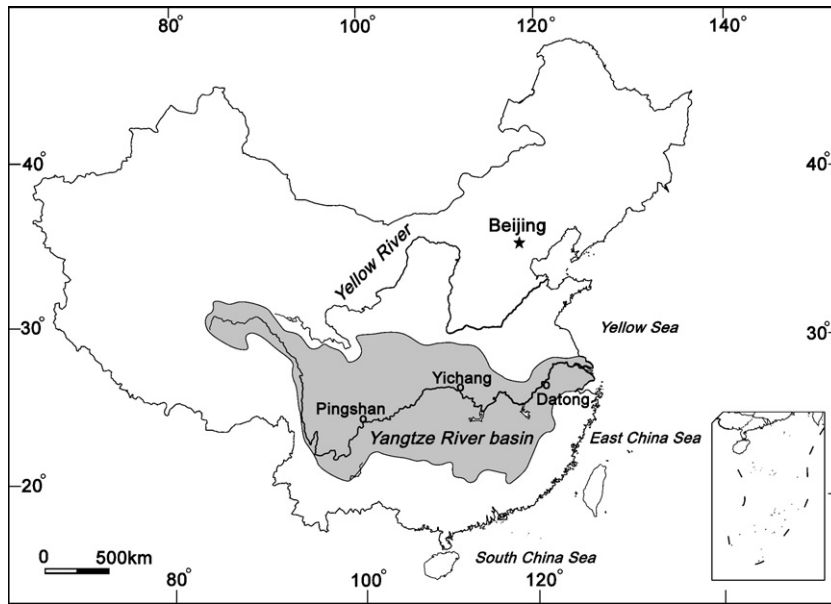 80°
100°
120°
140°
40°
40°
Beijing
Yellow River
30°
Yellow Sea
30
Yichang
Pingshan
Datong
Yangtze River basin
East China Sea
20°
0
500km
South China Sea
80°
100°
120°